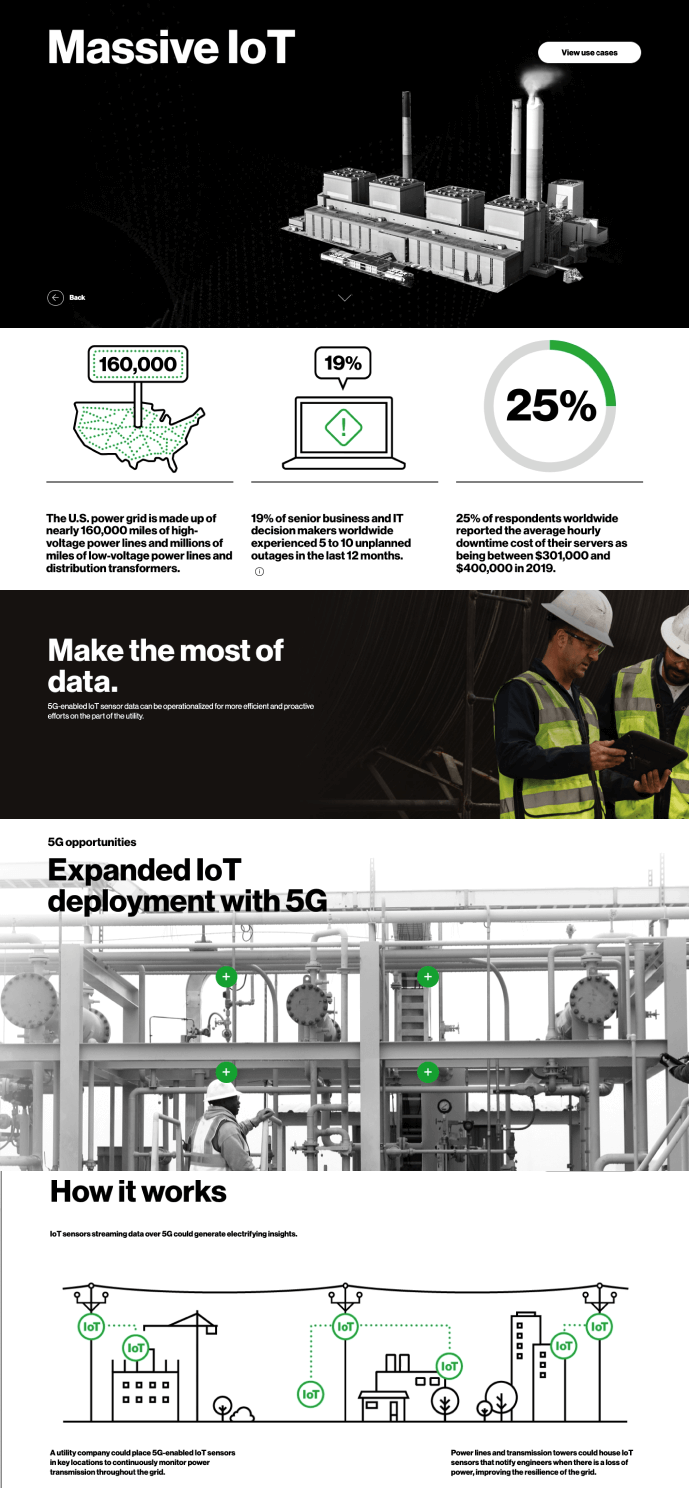 Massive IoT
View use cases
Back
160,000
19%
25%
The U.S. power grid is made up of
nearly 160,000 miles of high-
voltage power lines and millions of
miles of low-voltage power lines and
distribution transformers.
19% of senior business and IT
decision makers worldwide
experienced 5 to 10 unplanned
outages in the last 12 months.
25% of respondents worldwide
reported the average hourly
downtime cost of their servers as
being between $301,000 and
$400,000 in 2019.
Make the most of
data.
5G-enabled IoT sensor data can be operationalized for more efficient and proactive
efforts on the part of the utility.
5G opportunities
Expanded IoT
deployment with 5G
How it works
IoT sensors streaming data over 5G could generate electrifying insights.
IoT
IoT
IoT
IoT
IoT
IoT
IoT
A utility company could place 5G-enabled IoT sensors
in key locations to continuously monitor power
transmission throughout the grid.
Power lines and transmission towers could house IoT
sensors that notify engineers when there is a loss of
power, improving the resilience of the grid.